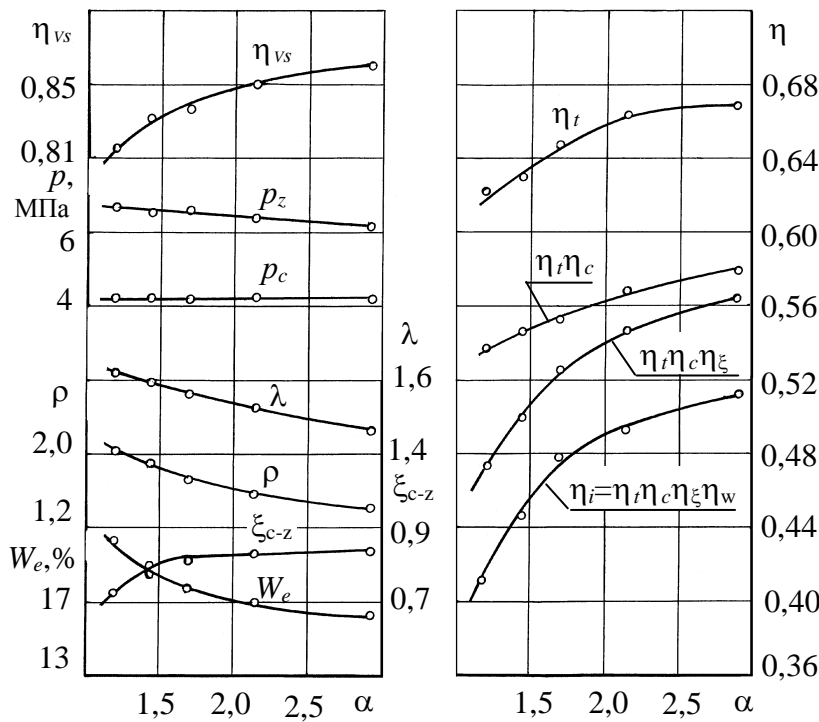 η_Vs
η_Vs
0,85
0,81
p,
МПа
p_z
6
p_c
4
λ
1,6
λ
ρ
2,0
1,4
ρ
ξ_c-z
1,2
ξ_c-z
0,9
W_e,%
W_e
17
0,7
13
1,5 2,0 2,5 α
η
0,68
η_t
0,64
0,60
η_tη_c
0,56
η_tη_cη_ξ
0,52
0,48
η_i=η_tη_cη_ξη_w
0,44
0,40
0,36
1,5 2,0 2,5 α